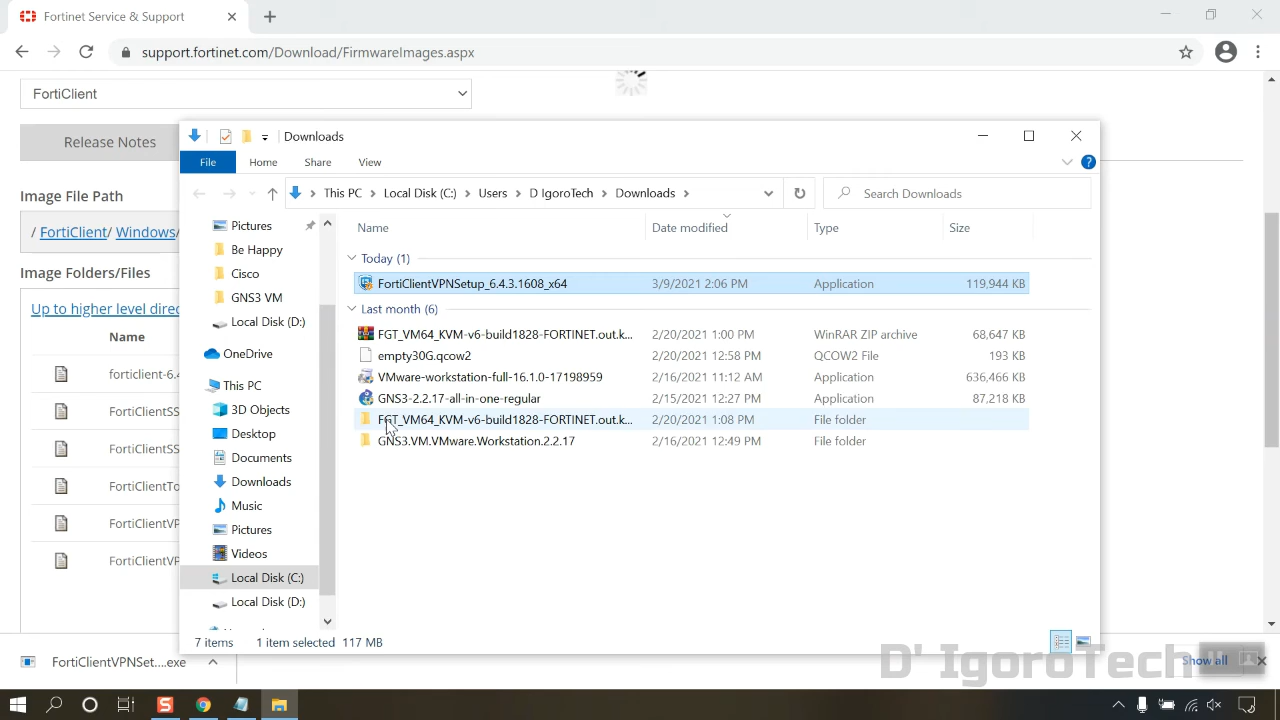 Fortinet Service & Support
support.fortinet.com/Download/FirmwareImages.aspx
FortiClient
Release Notes
Image File Path
/ FortiClient/ Windows/
Image Folders/Files
Up to higher level direc
Name
forticlient-6.4
FortiClientSS
FortiClientSS
FortiClientTo
FortiClientVP
FortiClientVP
Downloads
File Home Share View
This PC Local Disk (C:) Users D IgoroTech Downloads
Search Downloads
Pictures
Be Happy
Cisco
GNS3 VM
Local Disk (D:)
OneDrive
This PC
3D Objects
Desktop
Documents
Downloads
Music
Pictures
Videos
Local Disk (C:)
Local Disk (D:)
Name Date modified Type Size
Today (1)
FortiClientVPNSetup_6.4.3.1608_x64 3/9/2021 2:06 PM Application 119,944 KB
Last month (6)
FGT_VM64_KVM-v6-build1828-FORTINET.out.k... 2/20/2021 1:00 PM WinRAR ZIP archive 68,647 KB
empty30G.qcow2 2/20/2021 12:58 PM QCOW2 File 193 KB
VMware-workstation-full-16.1.0-17198959 2/16/2021 11:12 AM Application 636,466 KB
GNS3-2.2.17-all-in-one-regular 2/15/2021 12:27 PM Application 87,218 KB
FGT_VM64_KVM-v6-build1828-FORTINET.out.k... 2/20/2021 1:08 PM File folder
GNS3.VM.VMware.Workstation.2.2.17 2/16/2021 12:49 PM File folder
7 items 1 item selected 117 MB
FortiClientVPNSet....exe
Show all
D' IgoroTech